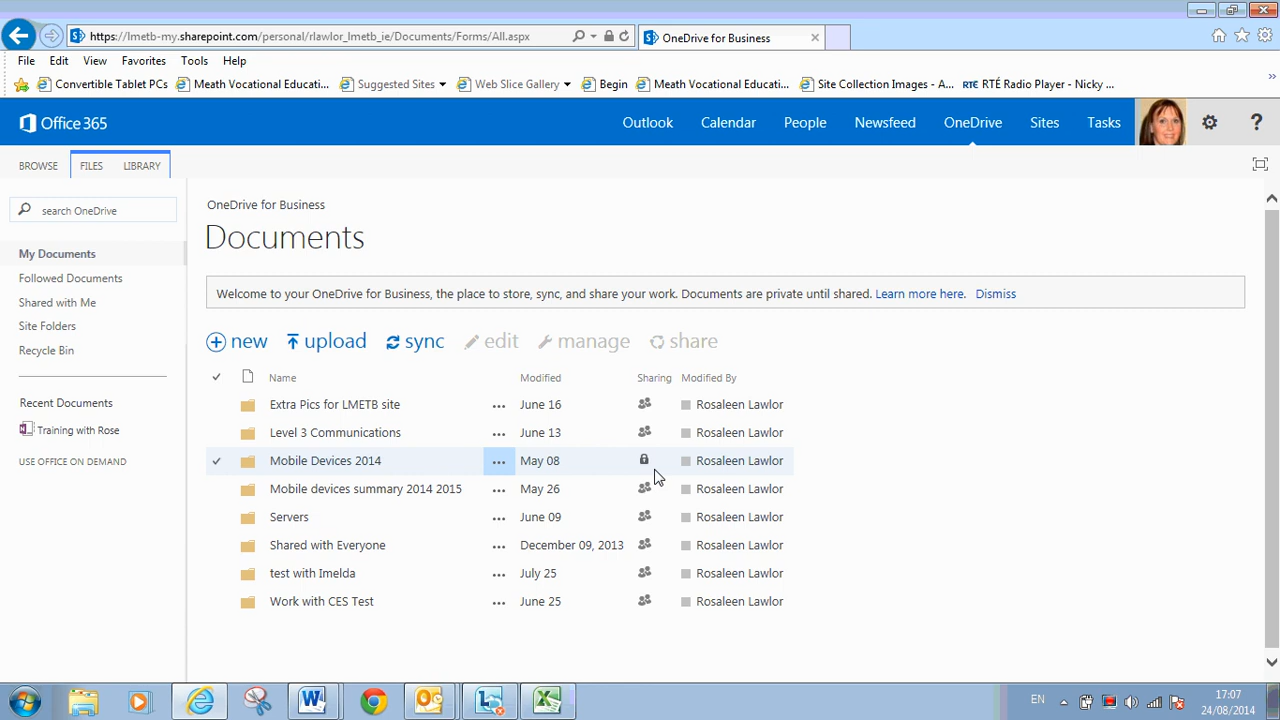 https://lmetb-my.sharepoint.com/personal/rlawlor_lmetb_ie/Documents/Forms/All.aspx
OneDrive for Business
File Edit View Favorites Tools Help
Convertible Tablet PCs Meath Vocational Educati... Suggested Sites Web Slice Gallery Begin Meath Vocational Educati... Site Collection Images - A... RTÉ RTÉ Radio Player - Nicky ...
Office 365 Outlook Calendar People Newsfeed OneDrive Sites Tasks ?
BROWSE FILES LIBRARY
search OneDrive
My Documents
Followed Documents
Shared with Me
Site Folders
Recycle Bin
Recent Documents
Training with Rose
USE OFFICE ON DEMAND
OneDrive for Business
Documents
Welcome to your OneDrive for Business, the place to store, sync, and share your work. Documents are private until shared. Learn more here. Dismiss
new upload sync edit manage share
Name Modified Sharing Modified By
Extra Pics for LMETB site ... June 16 Rosaleen Lawlor
Level 3 Communications ... June 13 Rosaleen Lawlor
Mobile Devices 2014 ... May 08 Rosaleen Lawlor
Mobile devices summary 2014 2015 ... May 26 Rosaleen Lawlor
Servers ... June 09 Rosaleen Lawlor
Shared with Everyone ... December 09, 2013 Rosaleen Lawlor
test with Imelda ... July 25 Rosaleen Lawlor
Work with CES Test ... June 25 Rosaleen Lawlor
EN 17:07
24/08/2014